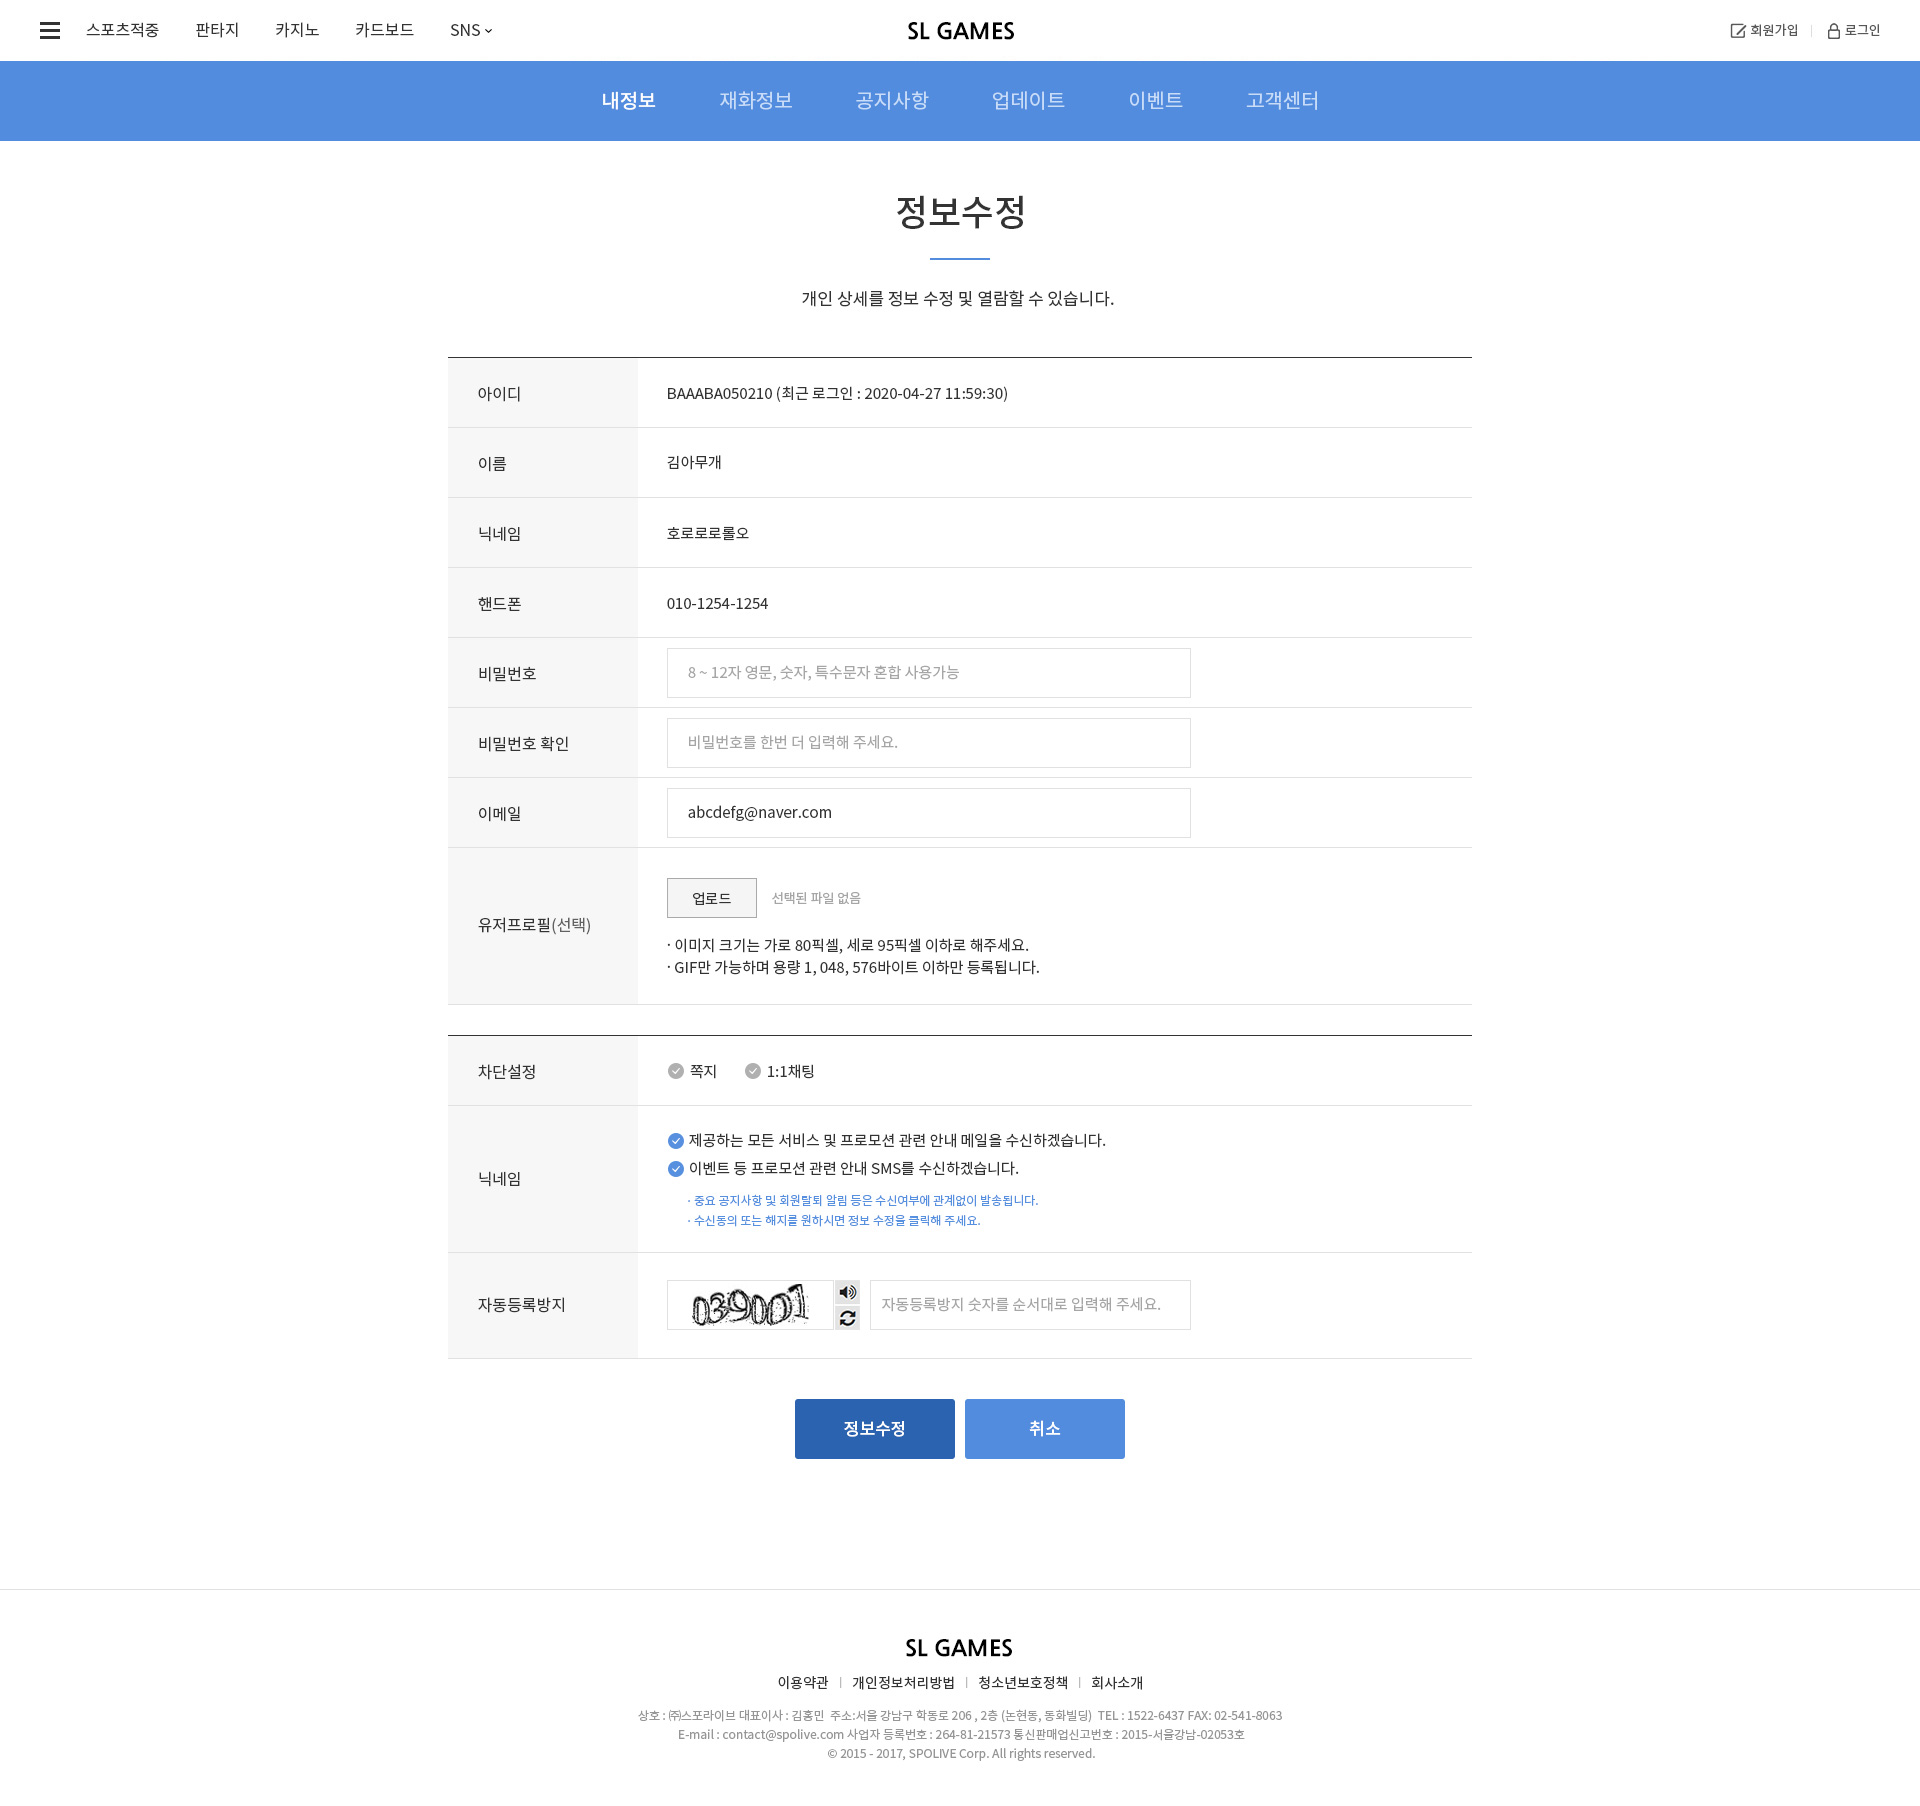 스포츠적중 판타지 카지노 카드보드 SNS SL GAMES 회원가입 로그인
내정보 재화정보 공지사항 업데이트 이벤트 고객센터
정보수정
개인 상세를 정보 수정 및 열람할 수 있습니다.
아이디 BAAABA050210 (최근 로그인 : 2020-04-27 11:59:30)
이름 김아무개
닉네임 호로로로롤오
핸드폰 010-1254-1254
비밀번호 8 ~ 12자 영문, 숫자, 특수문자 혼합 사용가능
비밀번호 확인 비밀번호를 한번 더 입력해 주세요.
이메일 abcdefg@naver.com
유저프로필(선택) 업로드 선택된 파일 없음
· 이미지 크기는 가로 80픽셀, 세로 95픽셀 이하로 해주세요.
· GIF만 가능하며 용량 1, 048, 576바이트 이하만 등록됩니다.
차단설정 쪽지 1:1채팅
닉네임 제공하는 모든 서비스 및 프로모션 관련 안내 메일을 수신하겠습니다.
이벤트 등 프로모션 관련 안내 SMS를 수신하겠습니다.
· 중요 공지사항 및 회원탈퇴 알림 등은 수신여부에 관계없이 발송됩니다.
· 수신동의 또는 해지를 원하시면 정보 수정을 클릭해 주세요.
자동등록방지 039001 자동등록방지 숫자를 순서대로 입력해 주세요.
정보수정 취소
SL GAMES
이용약관 개인정보처리방법 청소년보호정책 회사소개
상호 : ㈜스포라이브 대표이사 : 김홍민 주소:서울 강남구 학동로 206 , 2층 (논현동, 동화빌딩) TEL : 1522-6437 FAX: 02-541-8063
E-mail : contact@spolive.com 사업자 등록번호 : 264-81-21573 통신판매업신고번호 : 2015-서울강남-02053호
© 2015 - 2017, SPOLIVE Corp. All rights reserved.